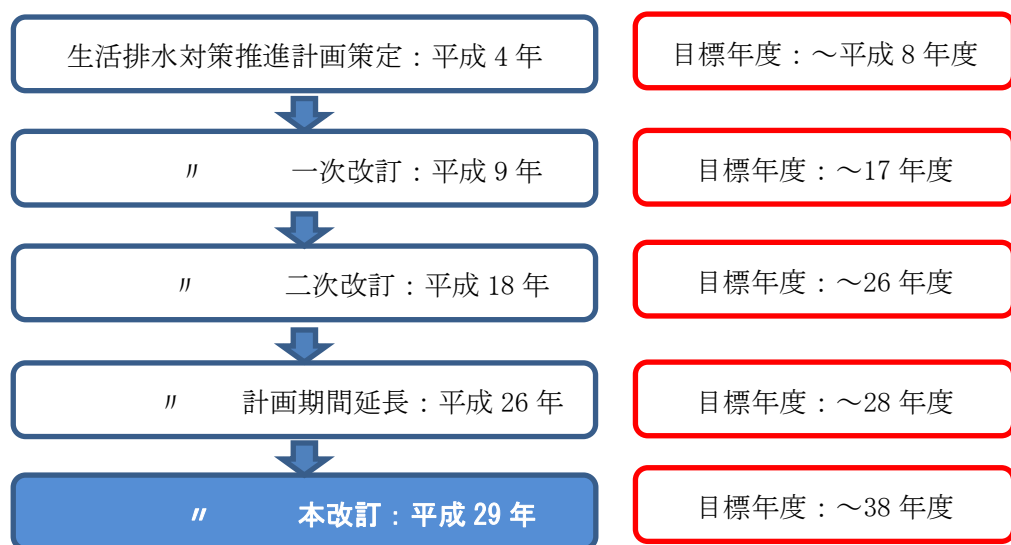 生活排水対策推進計画策定：平成 4 年
目標年度：～平成 8 年度
〃 一次改訂：平成 9 年
目標年度：～17 年度
〃 二次改訂：平成 18 年
目標年度：～26 年度
〃 計画期間延長：平成 26 年
目標年度：～28 年度
〃 本改訂：平成 29 年
目標年度：～38 年度